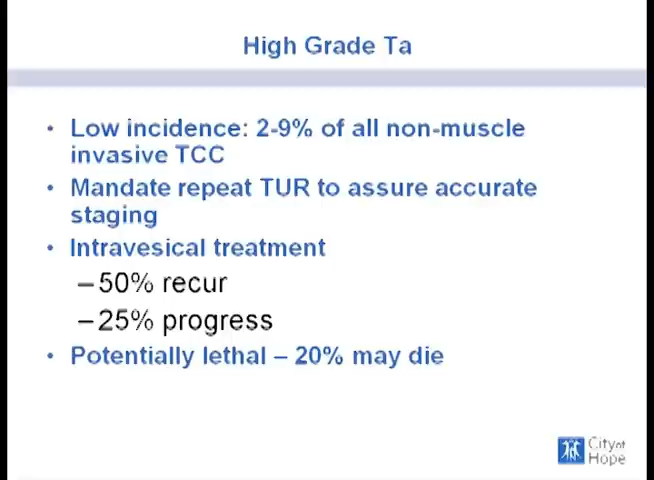 High Grade Ta
• Low incidence: 2-9% of all non-muscle
invasive TCC
• Mandate repeat TUR to assure accurate
staging
• Intravesical treatment
–50% recur
–25% progress
• Potentially lethal – 20% may die
City of
Hope